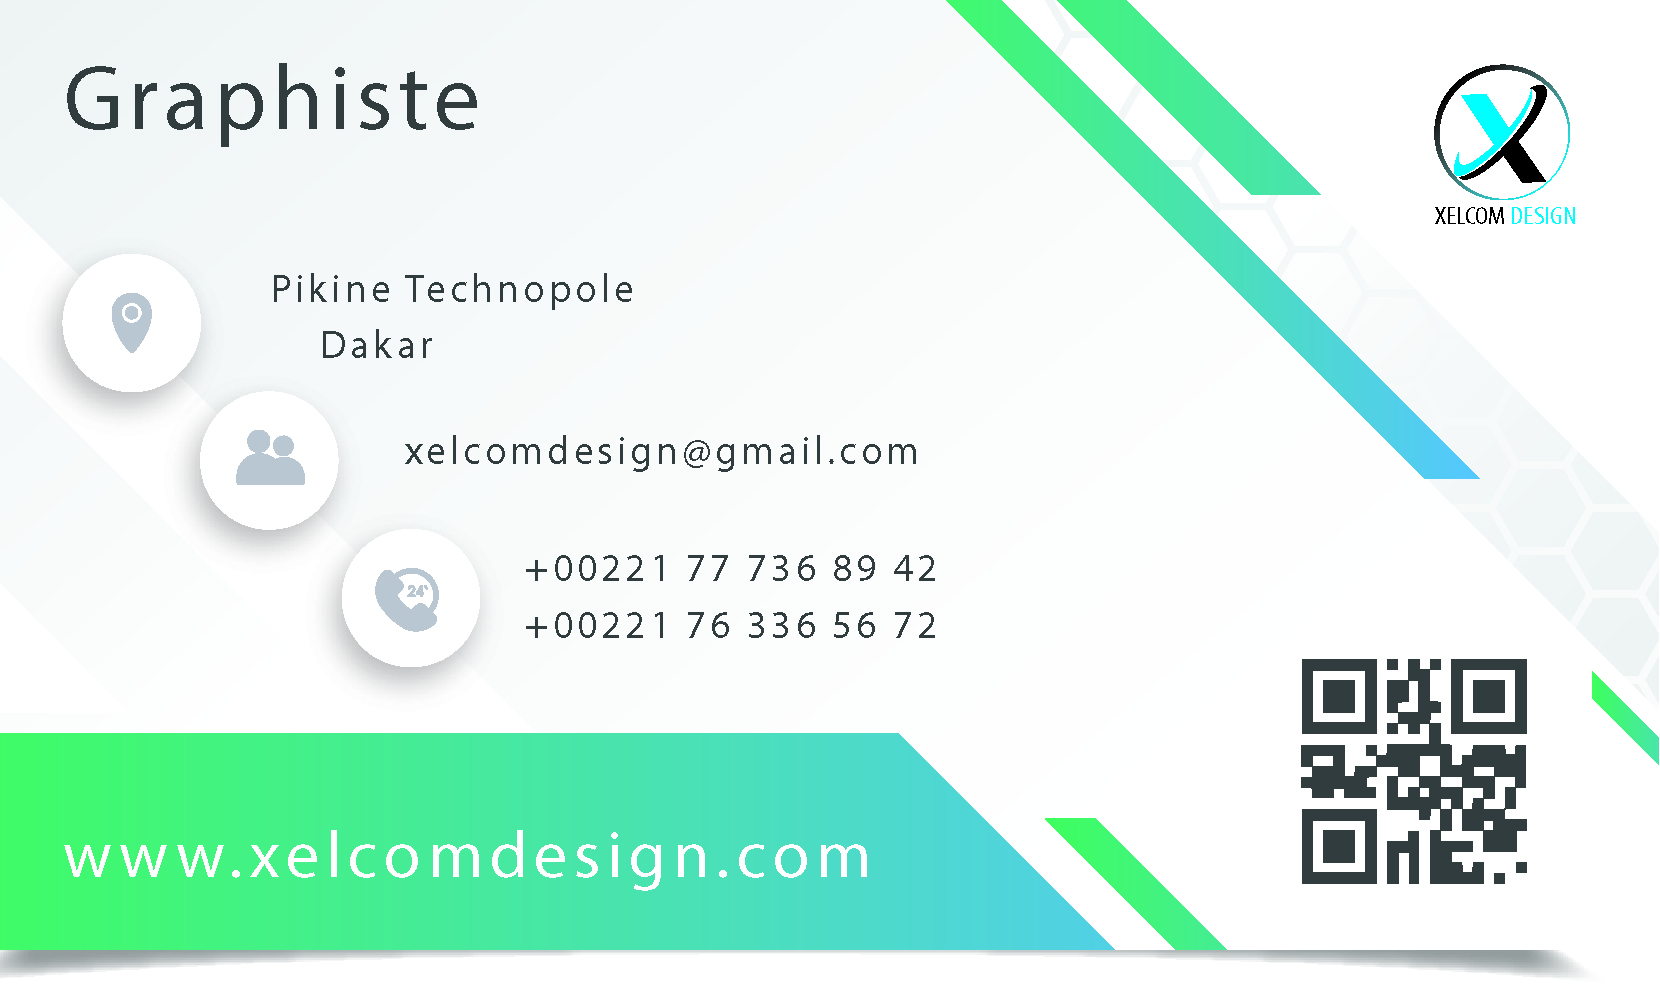 Graphiste
XELCOM DESIGN
Pikine Technopole
Dakar
xelcomdesign@gmail.com
24
+00221 77 736 89 42
+00221 76 336 56 72
www.xelcomdesign.com